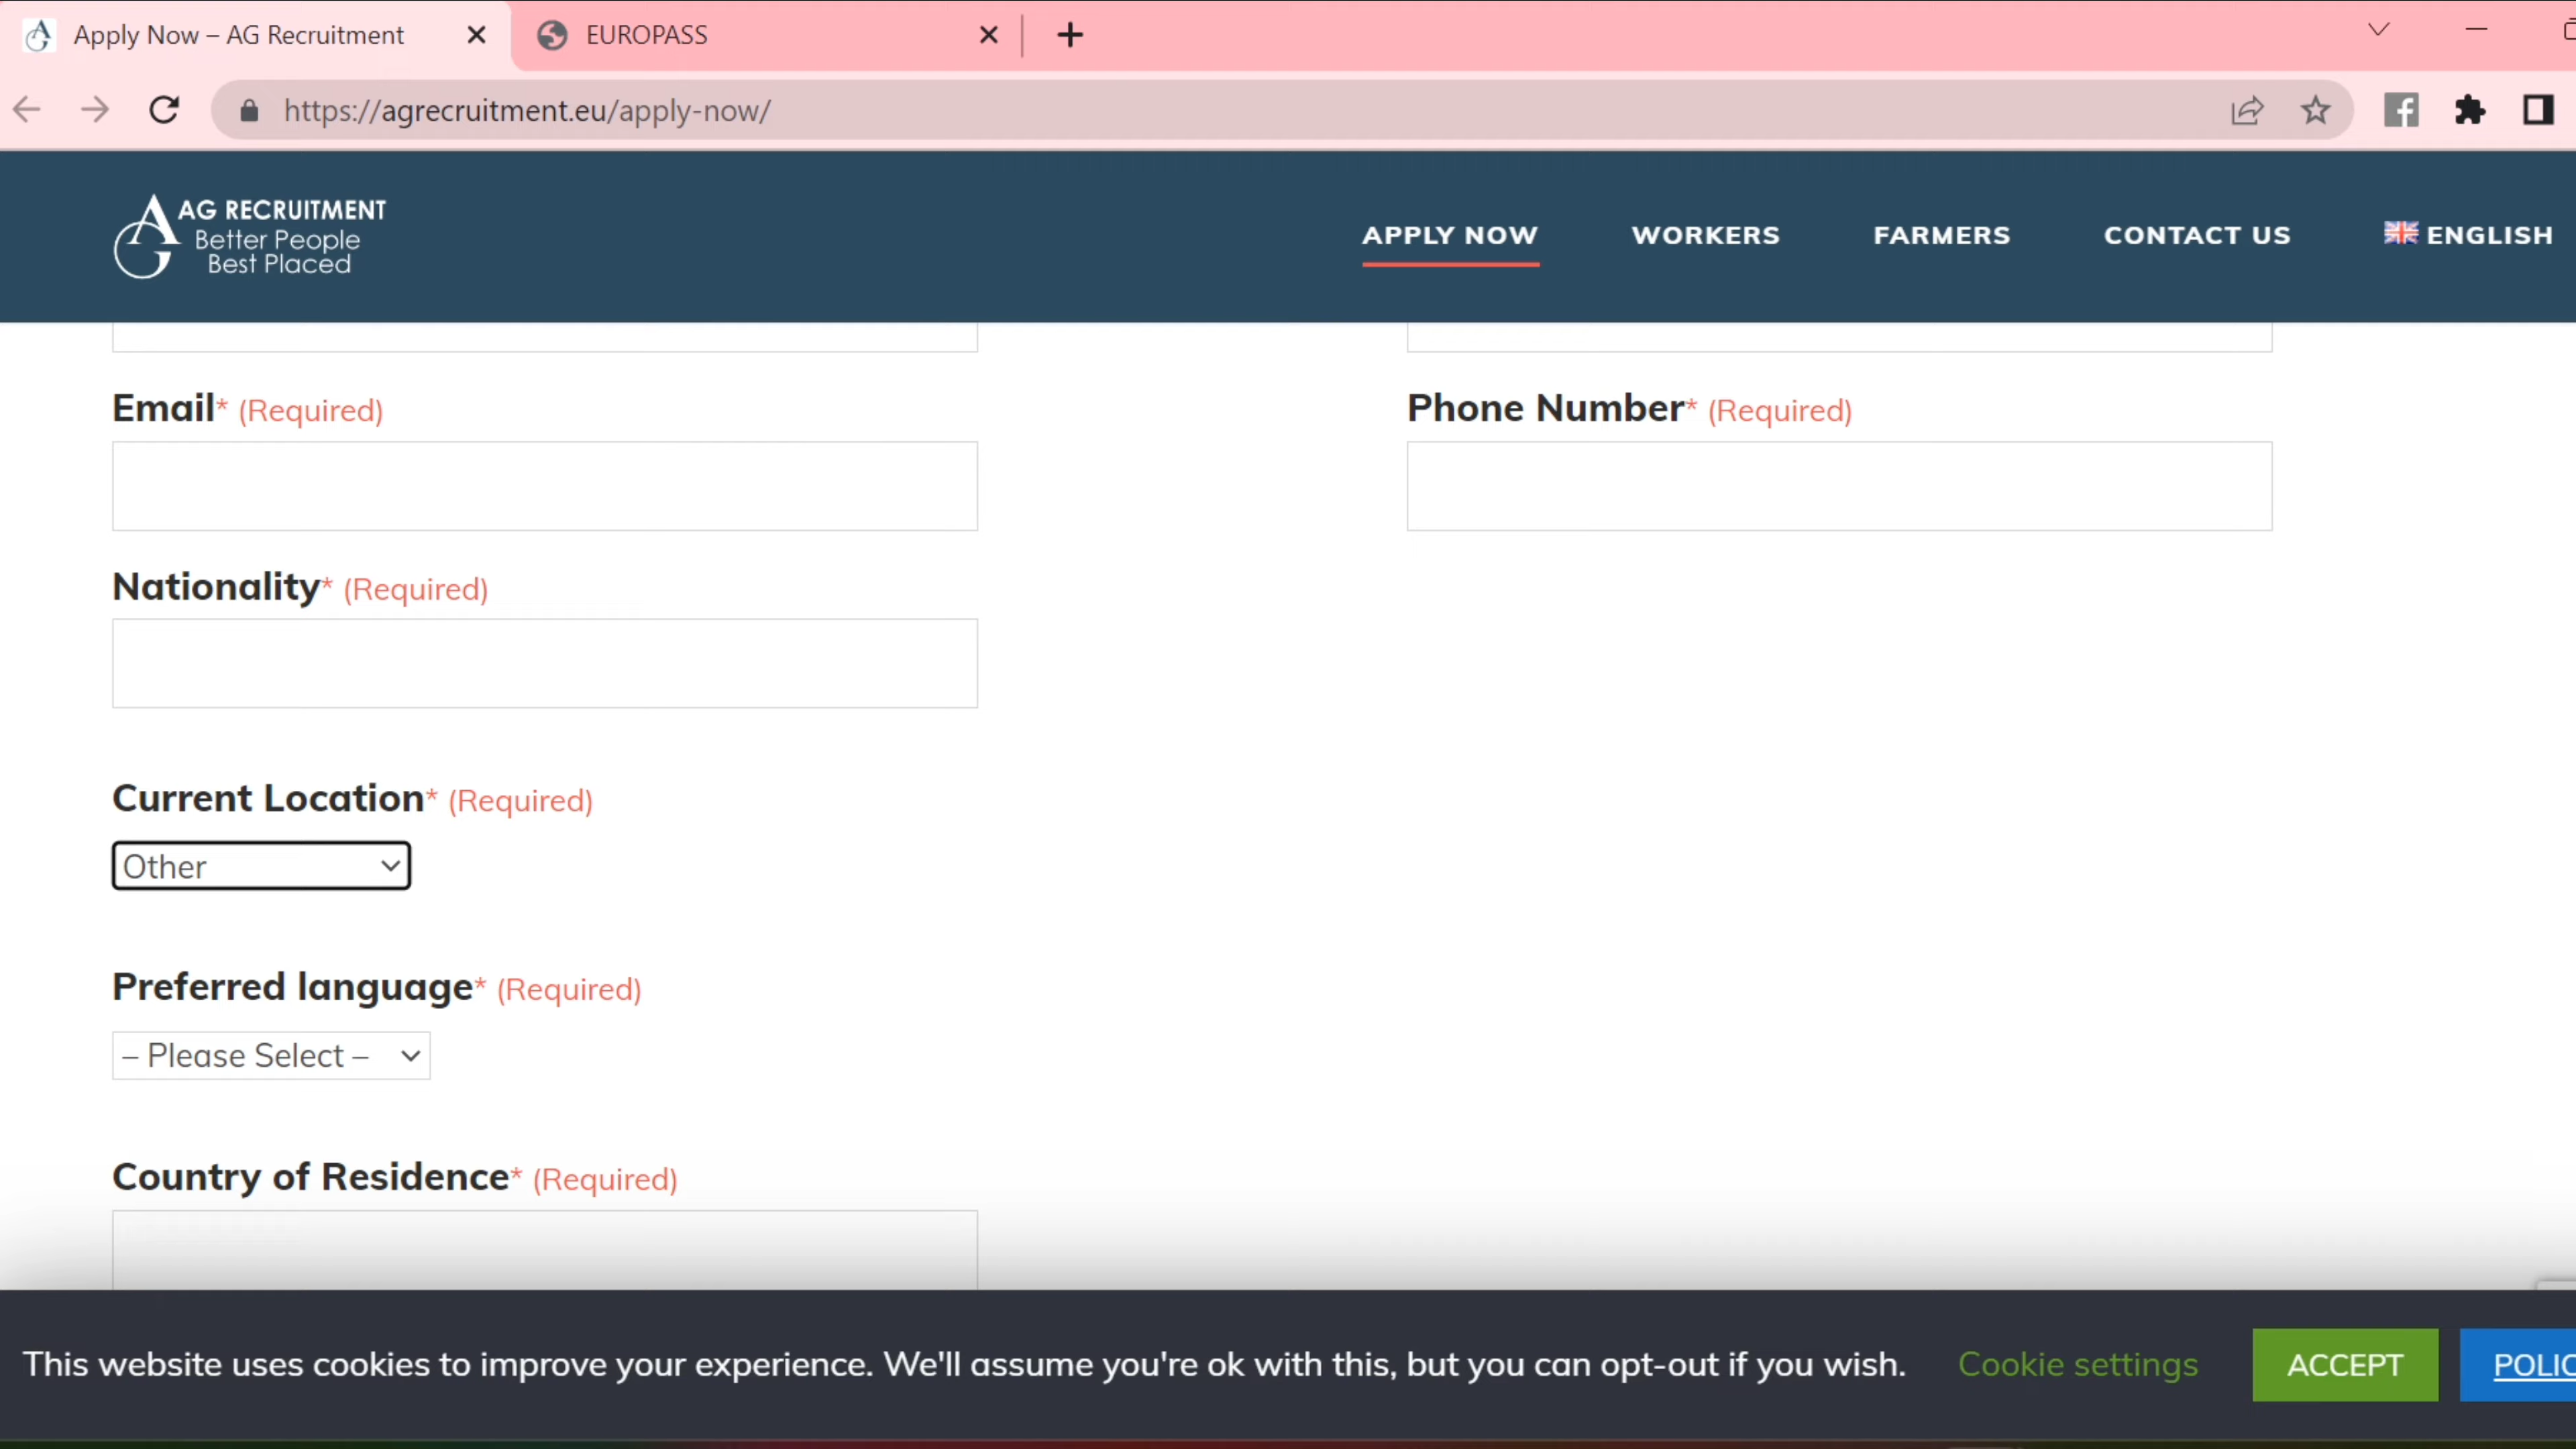 Apply Now – AG Recruitment
EUROPASS
https://agrecruitment.eu/apply-now/
AG RECRUITMENT
Better People
Best Placed
APPLY NOW
WORKERS
FARMERS
CONTACT US
ENGLISH
Email* (Required)
Phone Number* (Required)
Nationality* (Required)
Current Location* (Required)
Other
Preferred language* (Required)
– Please Select –
Country of Residence* (Required)
This website uses cookies to improve your experience. We'll assume you're ok with this, but you can opt-out if you wish.
Cookie settings
ACCEPT